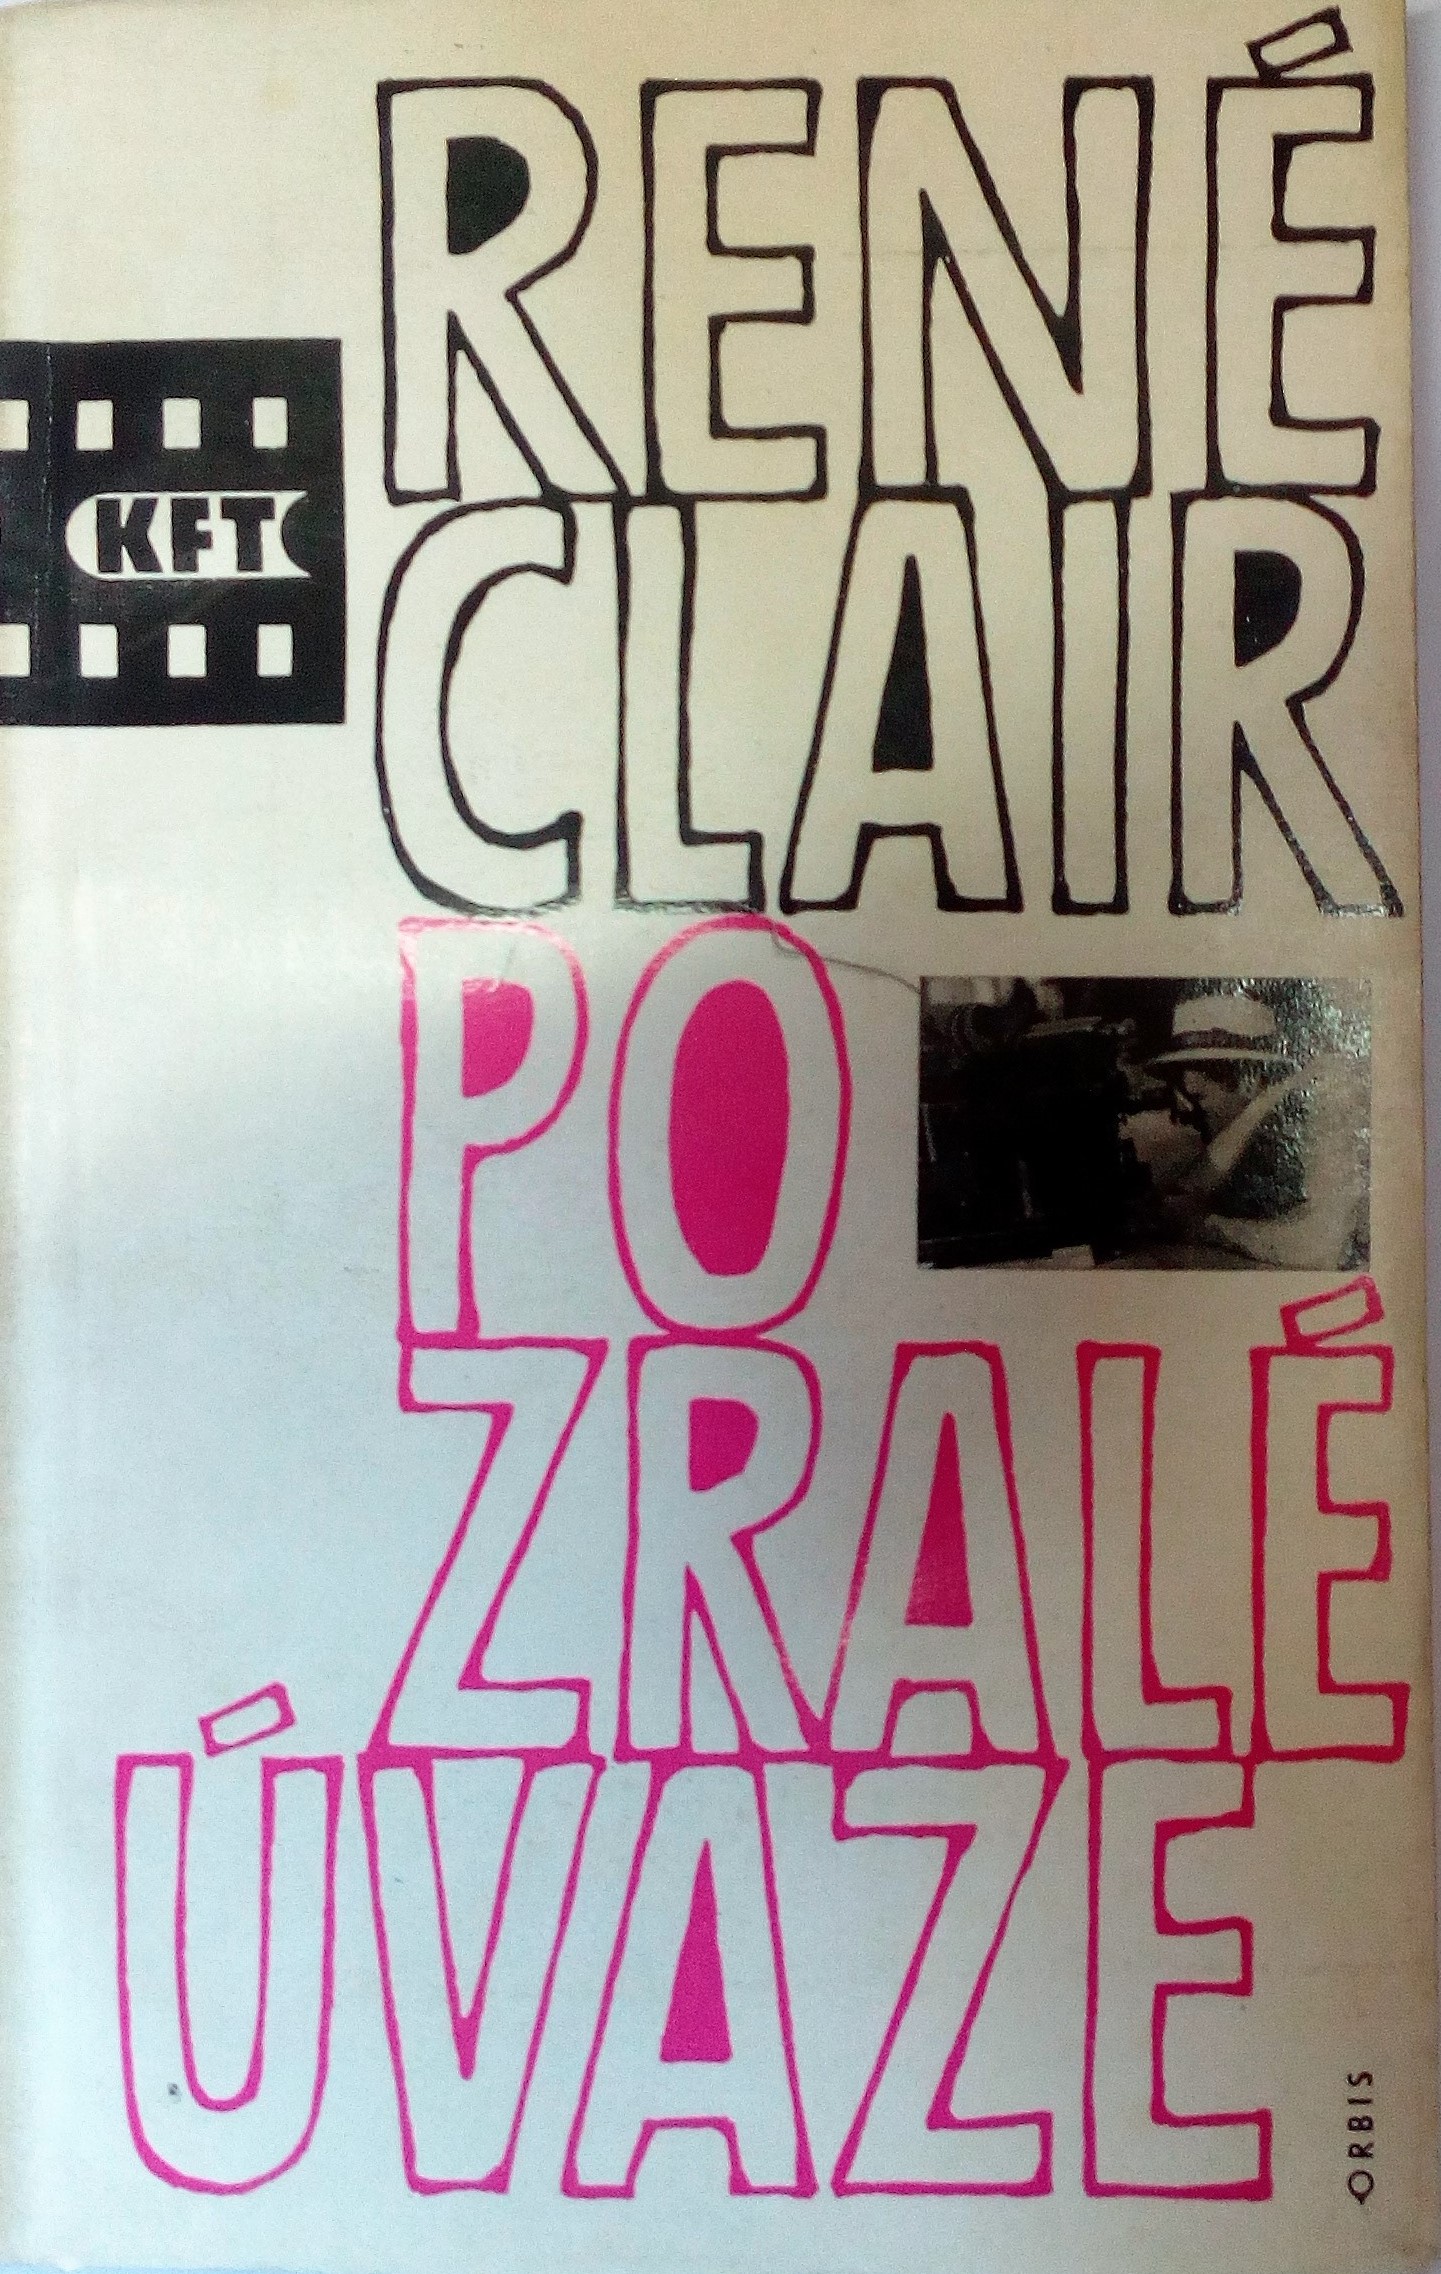 RENÉ
KFT
CLAIR
PO
ZRALÉ
ÚVAZE
ORBIS